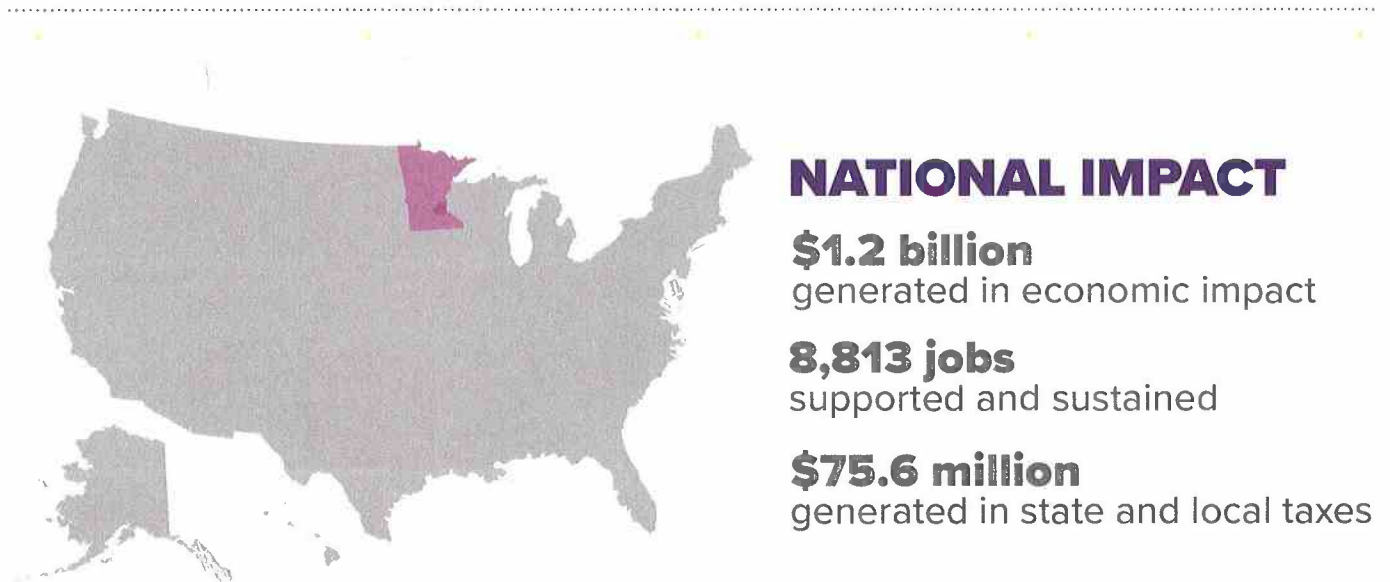 NATIONAL IMPACT
$1.2 billion
generated in economic impact
8,813 jobs
supported and sustained
$75.6 million
generated in state and local taxes